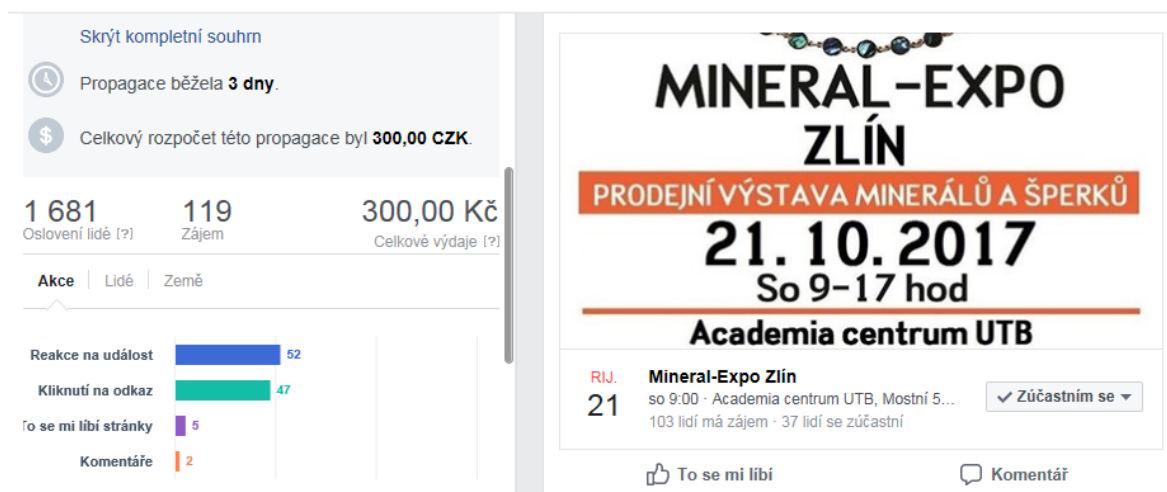 Skrýt kompletní souhrn
Propagace běžela 3 dny.
Celkový rozpočet této propagace byl 300,00 CZK.
1 681
Oslovení lidé [?]
119
Zájem
300,00 Kč
Celkové výdaje [?]
Akce
Lidé
Země
Reakce na událost 52
Kliknutí na odkaz 47
To se mi líbí stránky 5
Komentáře 2
MINERAL-EXPO
ZLÍN
PRODEJNÍ VÝSTAVA MINERÁLŮ A ŠPERKŮ
21. 10. 2017
So 9-17 hod
Academia centrum UTB
ŘÍJ.
21
Mineral-Expo Zlín
so 9:00 · Academia centrum UTB, Mostní 5...
103 lidí má zájem · 37 lidí se zúčastní
Zúčastním se
To se mi líbí
Komentář